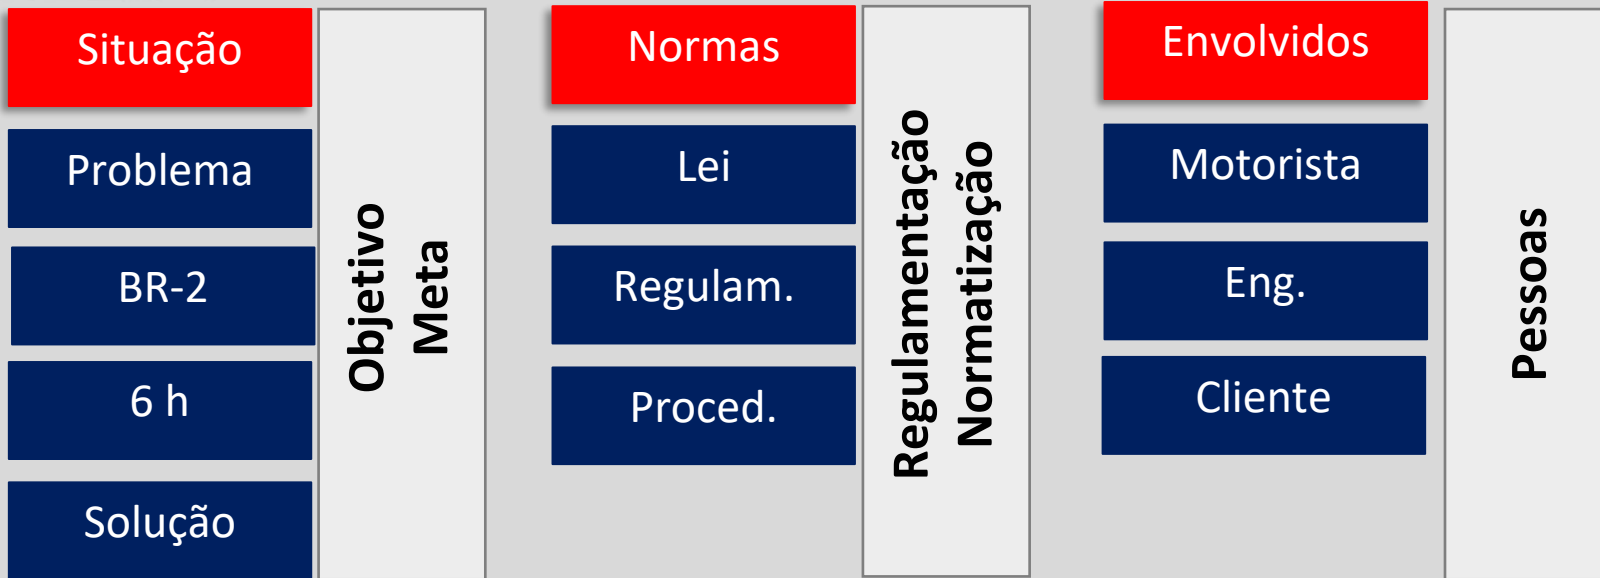 Situação
Problema
BR-2
6 h
Solução
Objetivo
Meta
Normas
Lei
Regulam.
Proced.
Regulamentação
Normatização
Envolvidos
Motorista
Eng.
Cliente
Pessoas